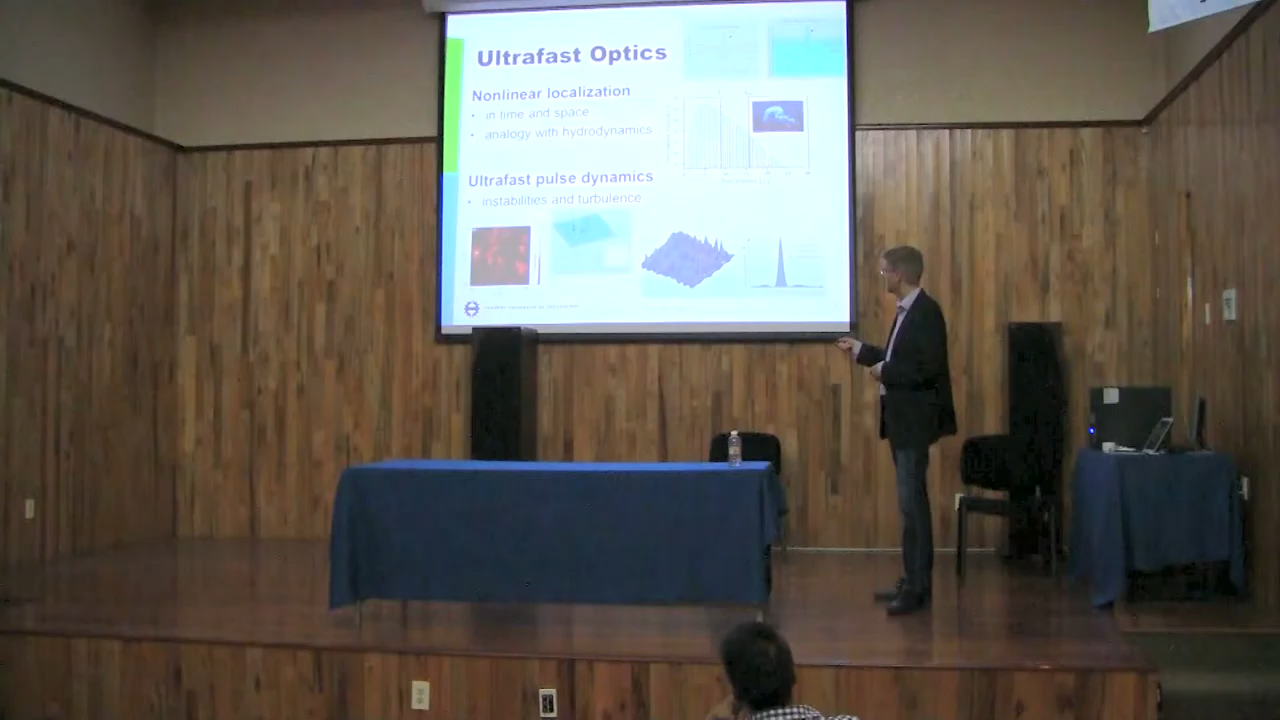 Ultrafast Optics
Nonlinear localization
• in time and space
• analogy with hydrodynamics
Ultrafast pulse dynamics
• instabilities and turbulence